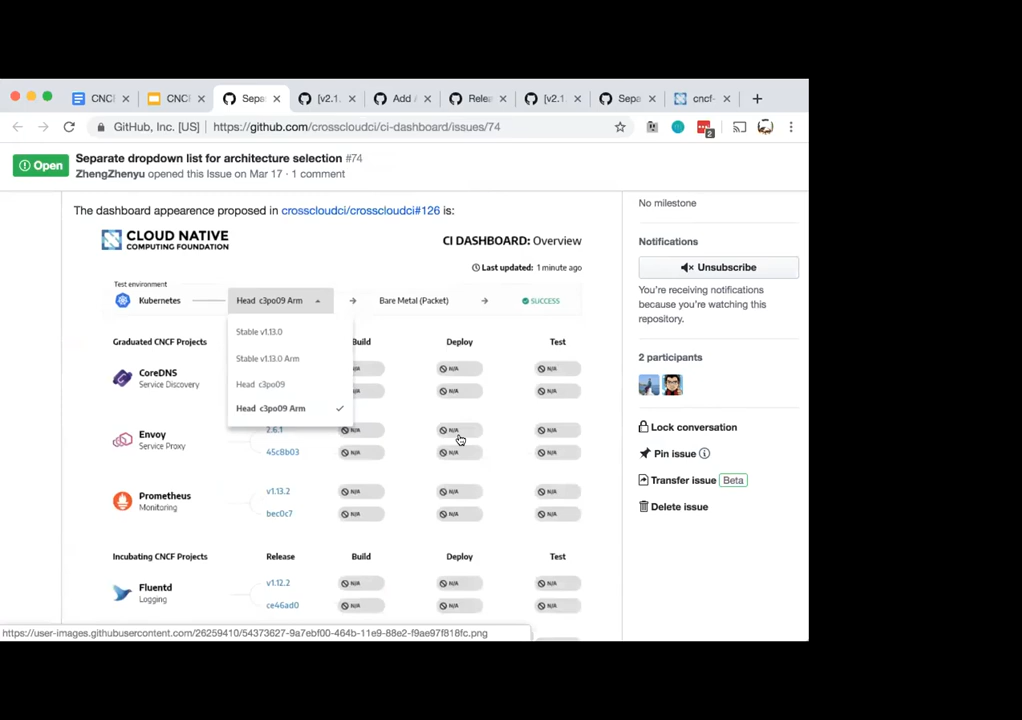 CNCF
CNCF
Sepa
[v2.1.
Add /
Relea
[v2.1.
Sepa
cncf-
GitHub, Inc. [US]
https://github.com/crosscloudci/ci-dashboard/issues/74
2
Open
Separate dropdown list for architecture selection #74
ZhengZhenyu opened this Issue on Mar 17 · 1 comment
The dashboard appearence proposed in crosscloudci/crosscloudci#126 is:
CLOUD NATIVE
COMPUTING FOUNDATION
CI DASHBOARD: Overview
Last updated: 1 minute ago
Test environment
Kubernetes
Head c3po09 Arm
Bare Metal (Packet)
SUCCESS
Stable v1.13.0
Stable v1.13.0 Arm
Head c3po09
Head c3po09 Arm
Graduated CNCF Projects
Build
Deploy
Test
CoreDNS
Service Discovery
N/A
N/A
N/A
N/A
Envoy
Service Proxy
2.6.1
N/A
N/A
N/A
45c8b03
N/A
N/A
N/A
Prometheus
Monitoring
v1.13.2
N/A
N/A
N/A
bec0c7
N/A
N/A
N/A
Incubating CNCF Projects
Release
Build
Deploy
Test
Fluentd
Logging
v1.12.2
N/A
N/A
N/A
ce46ad0
N/A
N/A
N/A
No milestone
Notifications
Unsubscribe
You're receiving notifications
because you're watching this
repository.
2 participants
Lock conversation
Pin issue
Transfer issue Beta
Delete issue
https://user-images.githubusercontent.com/26259410/54373627-9a7ebf00-464b-11e9-88e2-f9ae97f818fc.png